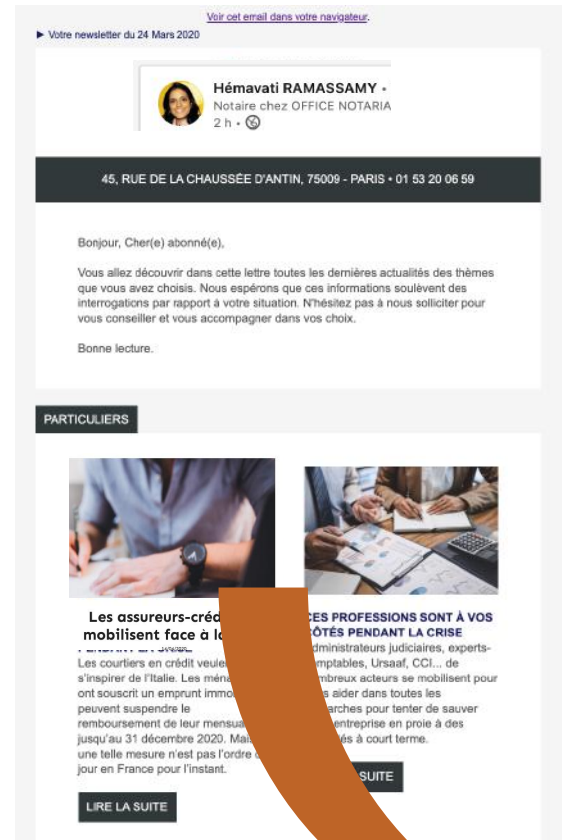 Voir cet email dans votre navigateur.
► Votre newsletter du 24 Mars 2020
Hémavati RAMASSAMY •
Notaire chez OFFICE NOTARIA
2 h •
45, RUE DE LA CHAUSSÉE D'ANTIN, 75009 - PARIS • 01 53 20 06 59
Bonjour, Cher(e) abonné(e),
Vous allez découvrir dans cette lettre toutes les dernières actualités des thèmes
que vous avez choisis. Nous espérons que ces informations soulèvent des
interrogations par rapport à votre situation. N'hésitez pas à nous solliciter pour
vous conseiller et vous accompagner dans vos choix.
Bonne lecture.
PARTICULIERS
Les assureurs-créd
mobilisent face à l
Les courtiers en crédit veule
s'inspirer de l'Italie. Les mén
ont souscrit un emprunt immo
peuvent suspendre le
remboursement de leur mensua
jusqu'au 31 décembre 2020. Mai
une telle mesure n'est pas l'ordre
jour en France pour l'instant.
LIRE LA SUITE
CES PROFESSIONS SONT À VOS
CÔTÉS PENDANT LA CRISE
dministrateurs judiciaires, experts-
mptables, Ursaaf, CCI... de
mbreux acteurs se mobilisent pour
s aider dans toutes les
arches pour tenter de sauver
entreprise en proie à des
és à court terme.
SUITE